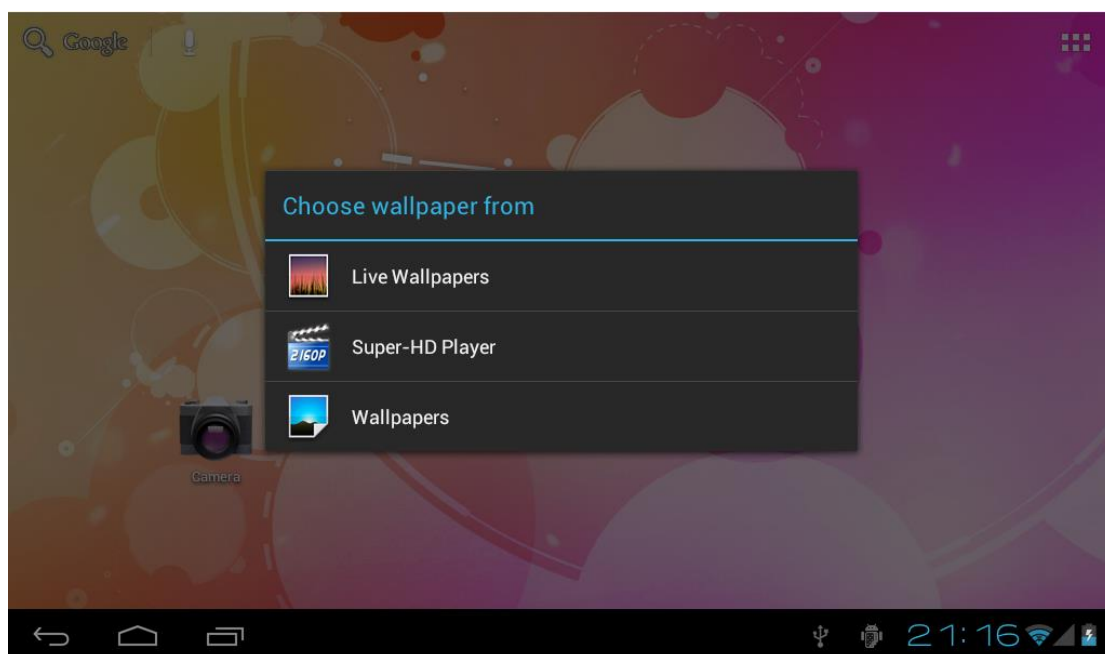 Google
Choose wallpaper from
Live Wallpapers
2160P
Super-HD Player
Wallpapers
Camera
21:16